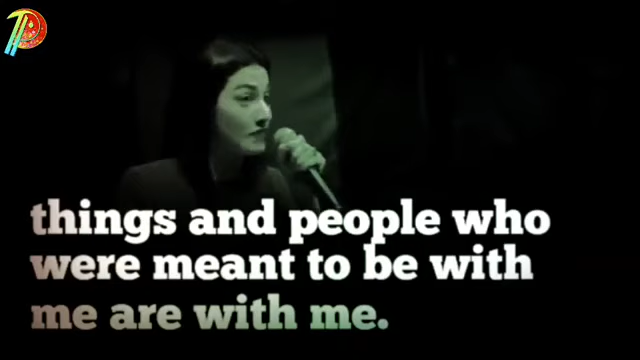 things and people who
were meant to be with
me are with me.